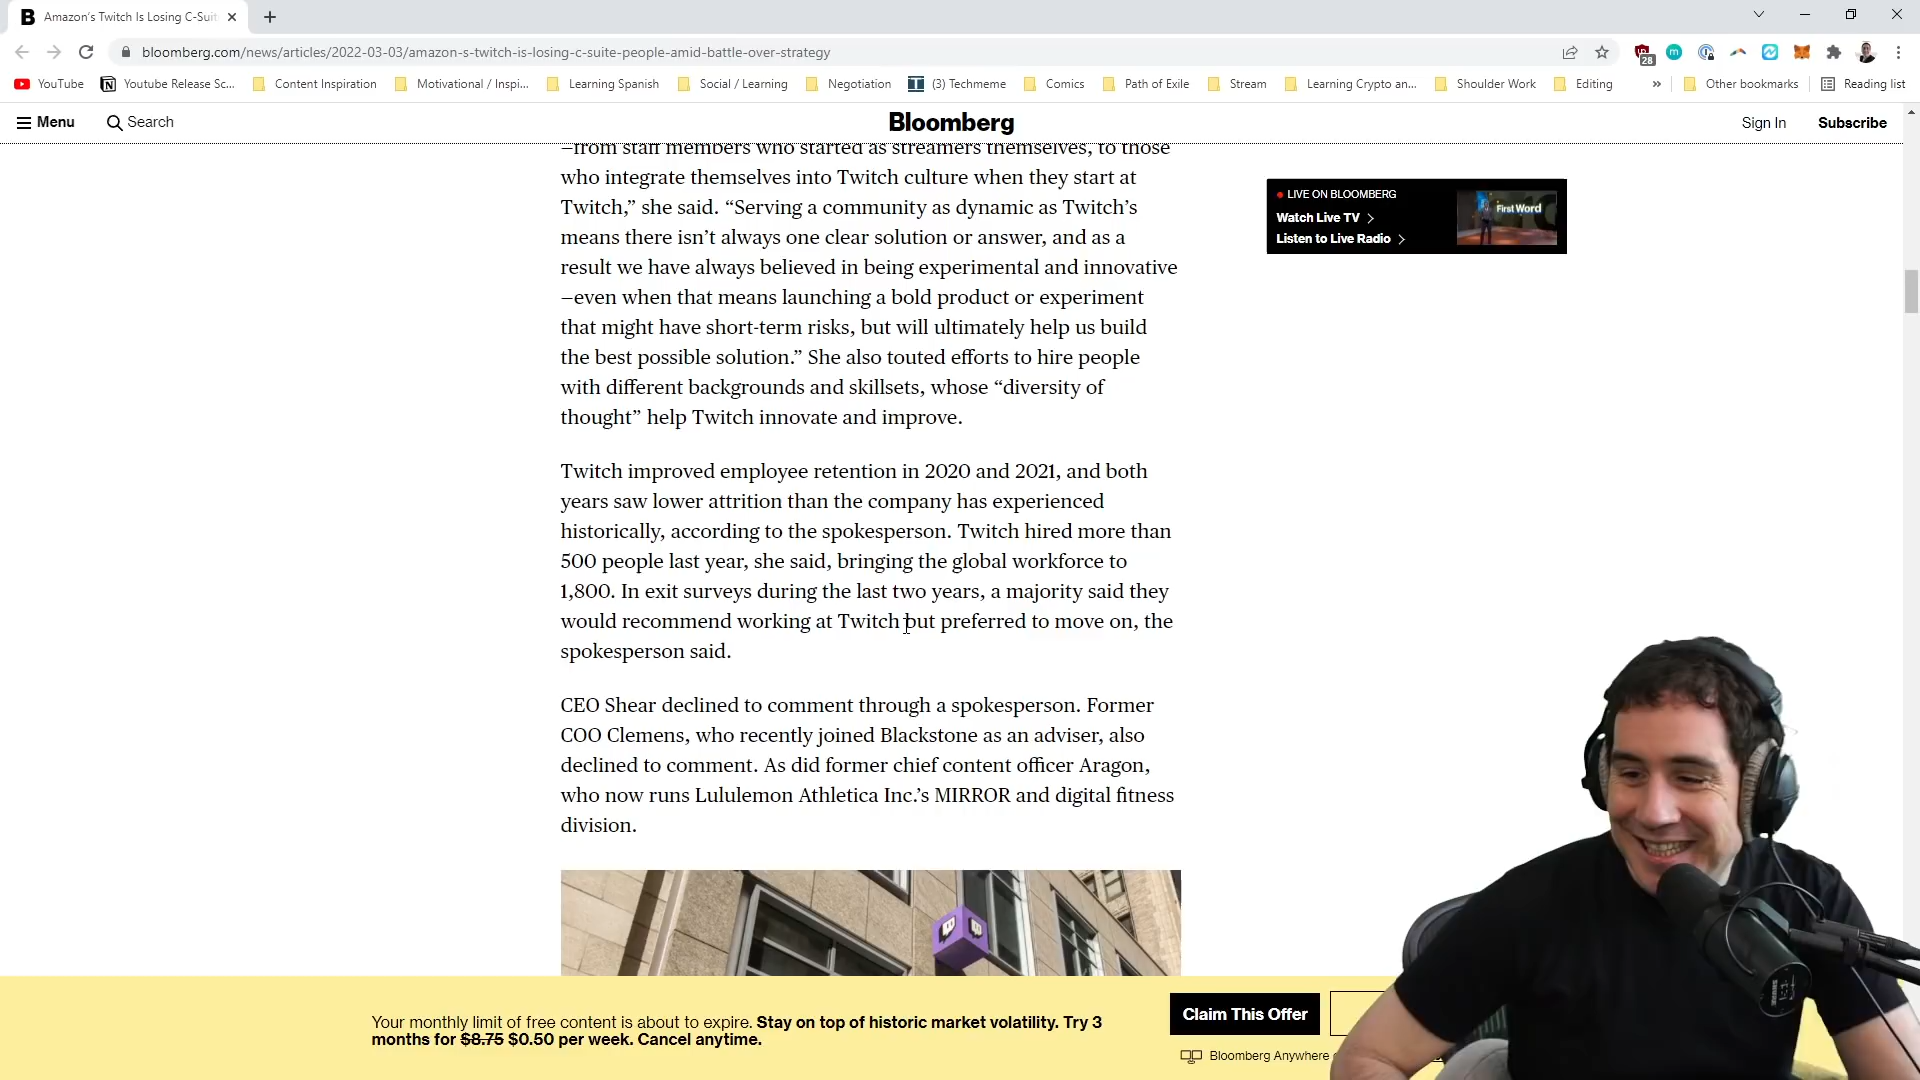 Amazon's Twitch Is Losing C-Suit
bloomberg.com/news/articles/2022-03-03/amazon-s-twitch-is-losing-c-suite-people-amid-battle-over-strategy
28
YouTube
Youtube Release Sc...
Content Inspiration
Motivational / Inspi...
Learning Spanish
Social / Learning
Negotiation
(3) Techmeme
Comics
Path of Exile
Stream
Learning Crypto an...
Shoulder Work
Editing
»
Other bookmarks
Reading list
Menu
Search
Bloomberg
Sign In
Subscribe
—from staff members who started as streamers themselves, to those
who integrate themselves into Twitch culture when they start at
Twitch,” she said. “Serving a community as dynamic as Twitch’s
means there isn’t always one clear solution or answer, and as a
result we have always believed in being experimental and innovative
—even when that means launching a bold product or experiment
that might have short-term risks, but will ultimately help us build
the best possible solution.” She also touted efforts to hire people
with different backgrounds and skillsets, whose “diversity of
thought” help Twitch innovate and improve.
LIVE ON BLOOMBERG
Watch Live TV
Listen to Live Radio
First Word
Twitch improved employee retention in 2020 and 2021, and both
years saw lower attrition than the company has experienced
historically, according to the spokesperson. Twitch hired more than
500 people last year, she said, bringing the global workforce to
1,800. In exit surveys during the last two years, a majority said they
would recommend working at Twitch but preferred to move on, the
spokesperson said.
CEO Shear declined to comment through a spokesperson. Former
COO Clemens, who recently joined Blackstone as an adviser, also
declined to comment. As did former chief content officer Aragon,
who now runs Lululemon Athletica Inc.’s MIRROR and digital fitness
division.
Your monthly limit of free content is about to expire. Stay on top of historic market volatility. Try 3
months for $8.75 $0.50 per week. Cancel anytime.
Claim This Offer
Bloomberg Anywhere